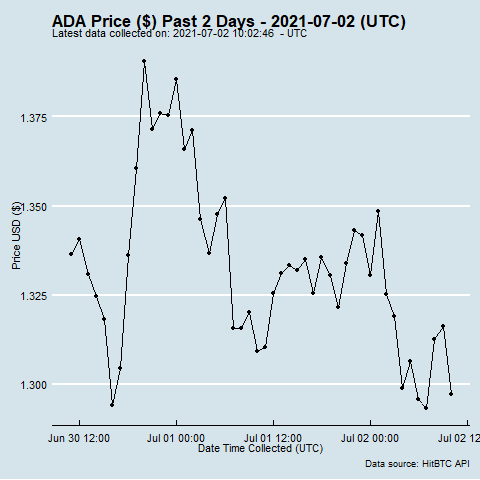 ADA Price ($) Past 2 Days - 2021-07-02 (UTC)
Latest data collected on: 2021-07-02 10:02:46  - UTC
1.375
1.350
1.325
1.300
Price USD ($)
Jun 30 12:00
Jul 01 00:00
Jul 01 12:00
Jul 02 00:00
Jul 02 12
Date Time Collected (UTC)
Data source: HitBTC API